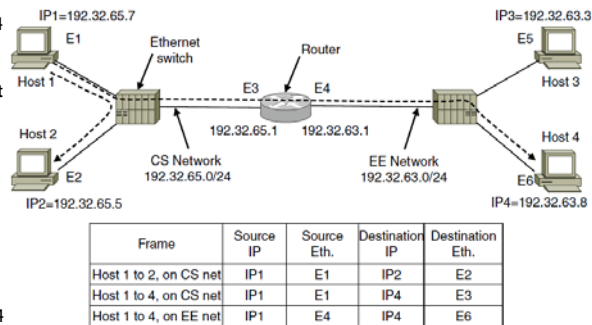 IP1=192.32.65.7
IP3=192.32.63.3
4
E1
Ethernet
switch
Router
E5
Host 1
E3
E4
Host 3
t
Host 2
192.32.65.1
192.32.63.1
Host 4
CS Network
192.32.65.0/24
EE Network
192.32.63.0/24
E2
E6
IP2=192.32.65.5
IP4=192.32.63.8
Frame Source IP Source Eth. Destination IP Destination Eth.
Host 1 to 2, on CS net IP1 E1 IP2 E2
Host 1 to 4, on CS net IP1 E1 IP4 E3
Host 1 to 4, on EE net IP1 E4 IP4 E6
4